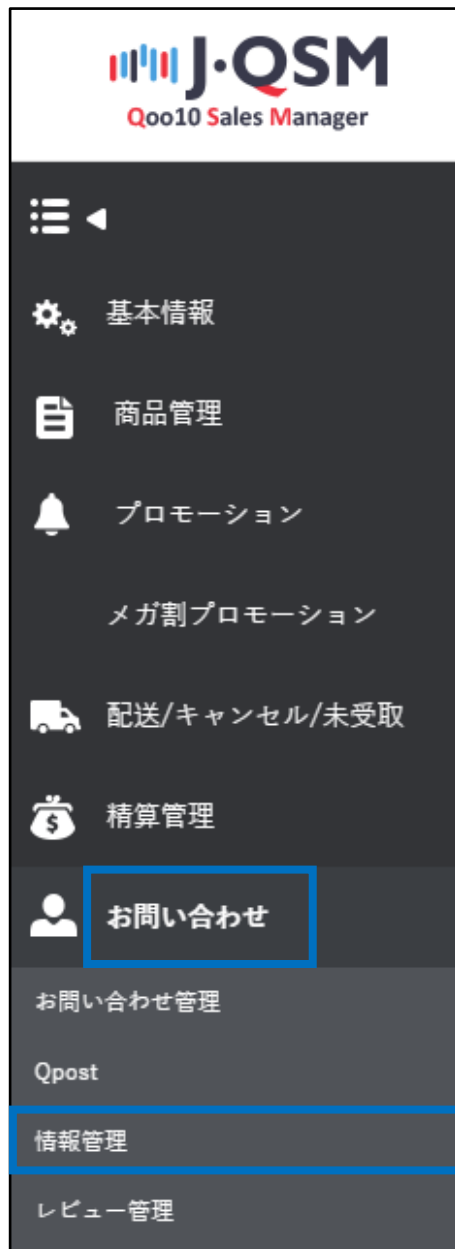 J·QSM
Qoo10 Sales Manager
基本情報
商品管理
プロモーション
メガ割プロモーション
配送/キャンセル/未受取
精算管理
お問い合わせ
お問い合わせ管理
Qpost
情報管理
レビュー管理